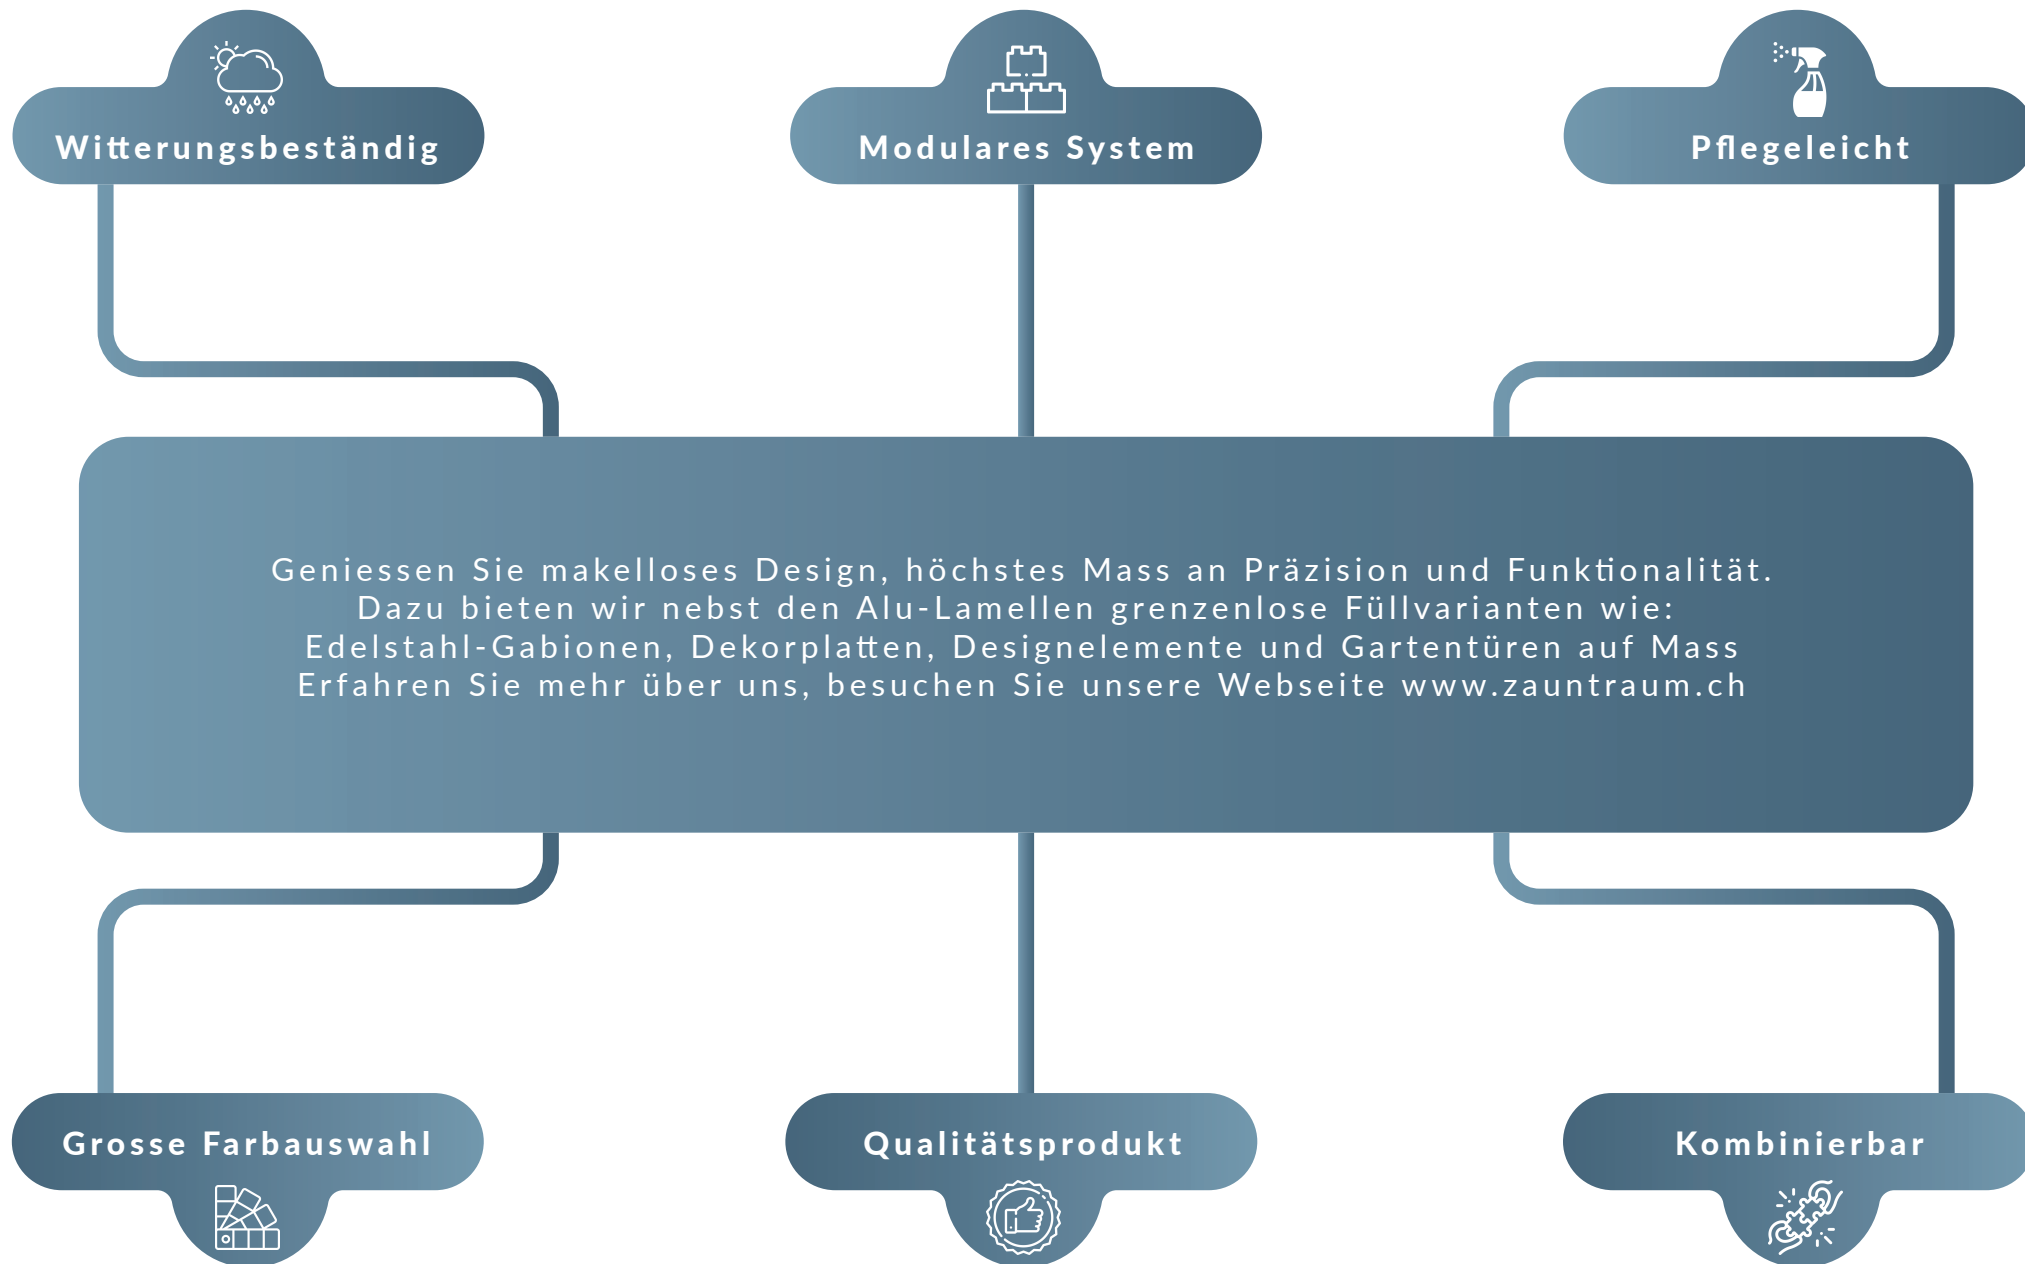 Witterungsbeständig
Modulares System
Pflegeleicht
Geniessen Sie makelloses Design, höchstes Mass an Präzision und Funktionalität.
Dazu bieten wir nebst den Alu-Lamellen grenzenlose Füllvarianten wie:
Edelstahl-Gabionen, Dekorplatten, Designelemente und Gartentüren auf Mass
Erfahren Sie mehr über uns, besuchen Sie unsere Webseite www.zauntraum.ch
Grosse Farbauswahl
Qualitätsprodukt
Kombinierbar